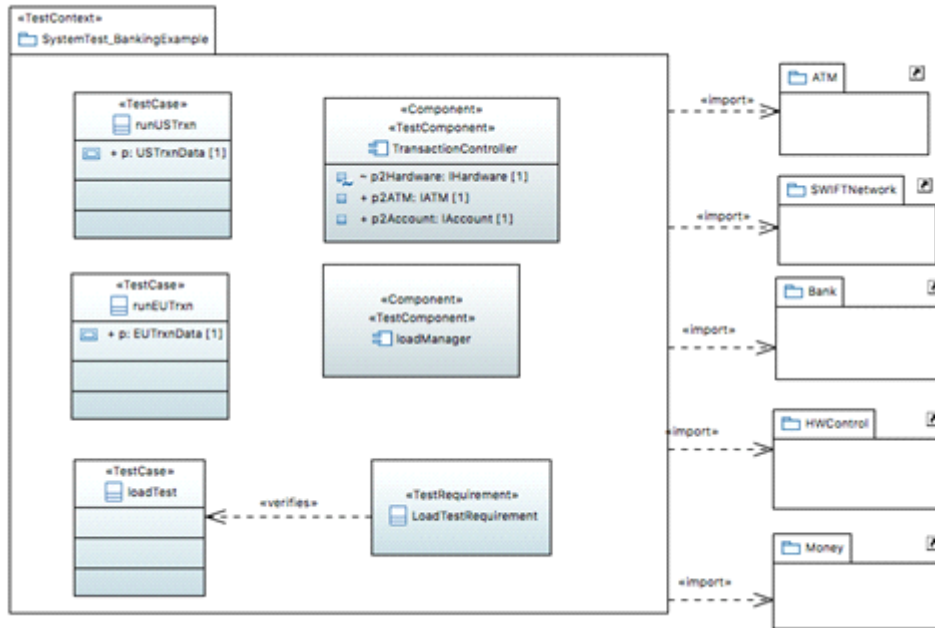 «TestContext»
SystemTest_BankingExample
«TestCase»
runUSTrxn
+ p: USTrxnData [1]
«Component»
«TestComponent»
TransactionController
~ p2Hardware: IHardware [1]
+ p2ATM: IATM [1]
+ p2Account: IAccount [1]
«TestCase»
runEUTrxn
+ p: EUTrxnData [1]
«Component»
«TestComponent»
loadManager
«TestCase»
loadTest
«verifies»
«TestRequirement»
LoadTestRequirement
«import»
ATM
«import»
SWIFTNetwork
«import»
Bank
«import»
HWControl
«import»
Money